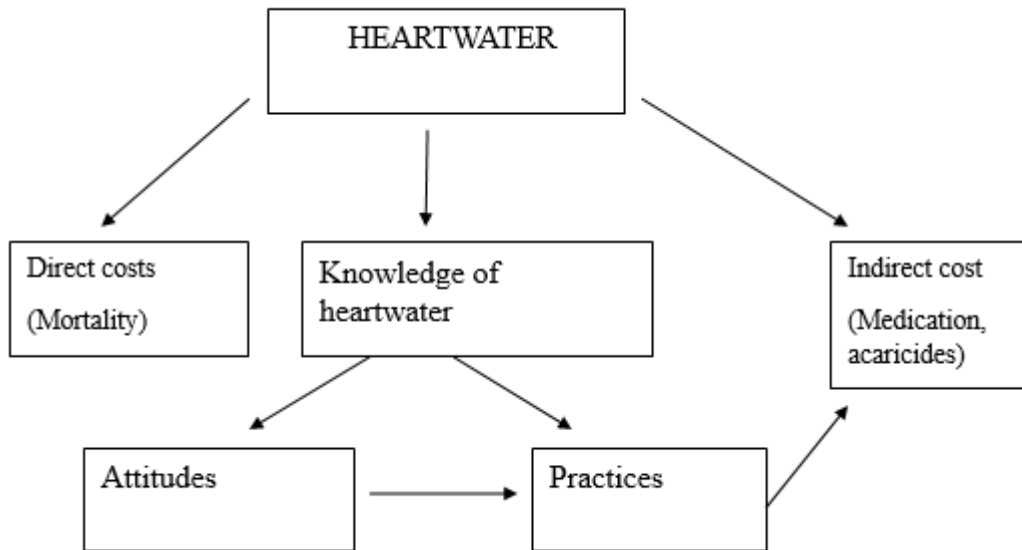 HEARTWATER
Direct costs
(Mortality)
Knowledge of
heartwater
Indirect cost
(Medication,
acaricides)
Attitudes
Practices